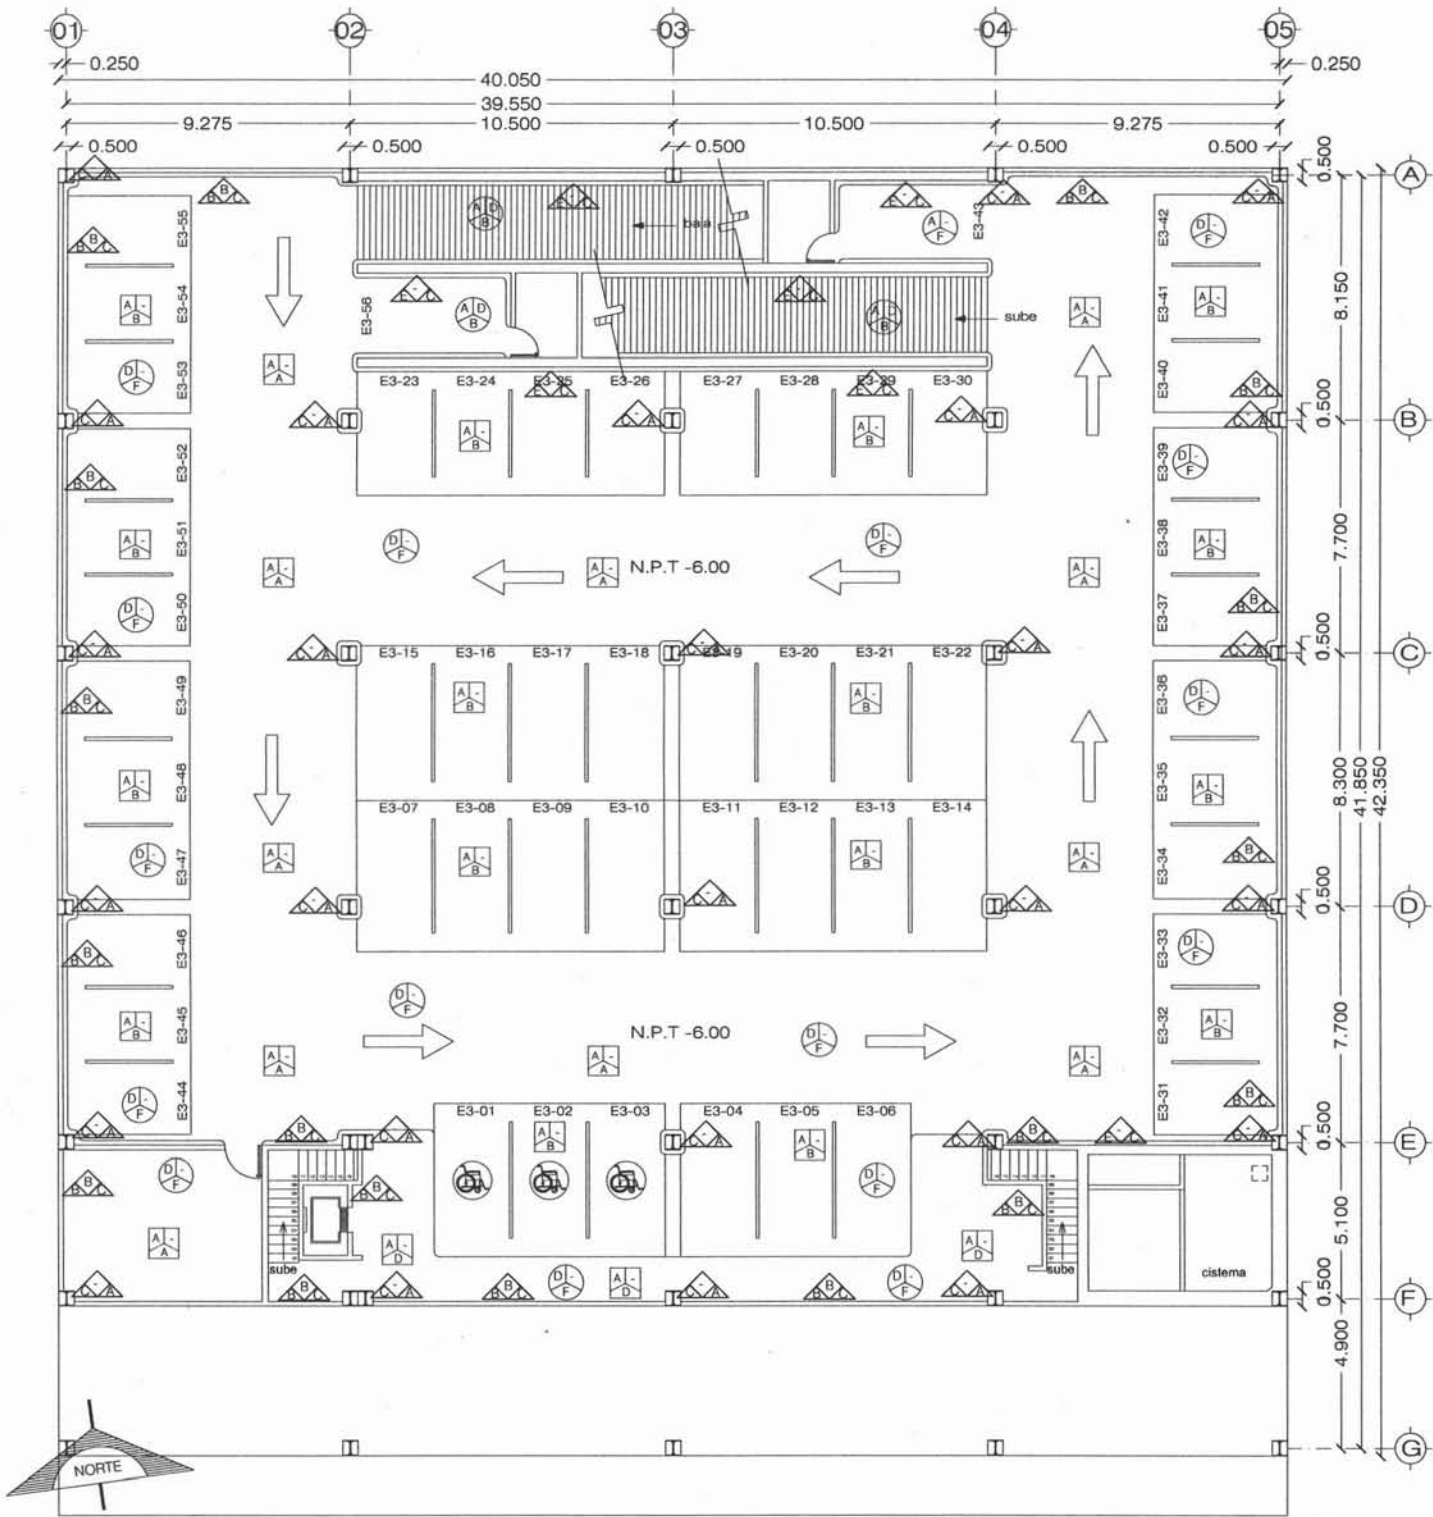 01 02 03 04 05
0.250 0.250
40.050
39.550
9.275 10.500 10.500 9.275
0.500 0.500 0.500 0.500 0.500
0.500 A
E3-55 baja E3-43 E3-42
E3-54 E3-56 sube E3-41 8.150
E3-53 E3-23 E3-24 E3-25 E3-26 E3-27 E3-28 E3-29 E3-30 E3-40
0.500 B
E3-52 E3-39
E3-51 E3-38 7.700
N.P.T -6.00
E3-50 E3-37
E3-15 E3-16 E3-17 E3-18 E3-19 E3-20 E3-21 E3-22 0.500 C
E3-49 E3-36
E3-48 E3-35 8.300 41.850 42.350
E3-07 E3-08 E3-09 E3-10 E3-11 E3-12 E3-13 E3-14
E3-47 E3-34
0.500 D
E3-46 E3-33
E3-45 N.P.T -6.00 E3-32 7.700
E3-44 E3-01 E3-02 E3-03 E3-04 E3-05 E3-06 E3-31
0.500 E
5.100
sube sube cisterna
0.500 F
4.900
NORTE G